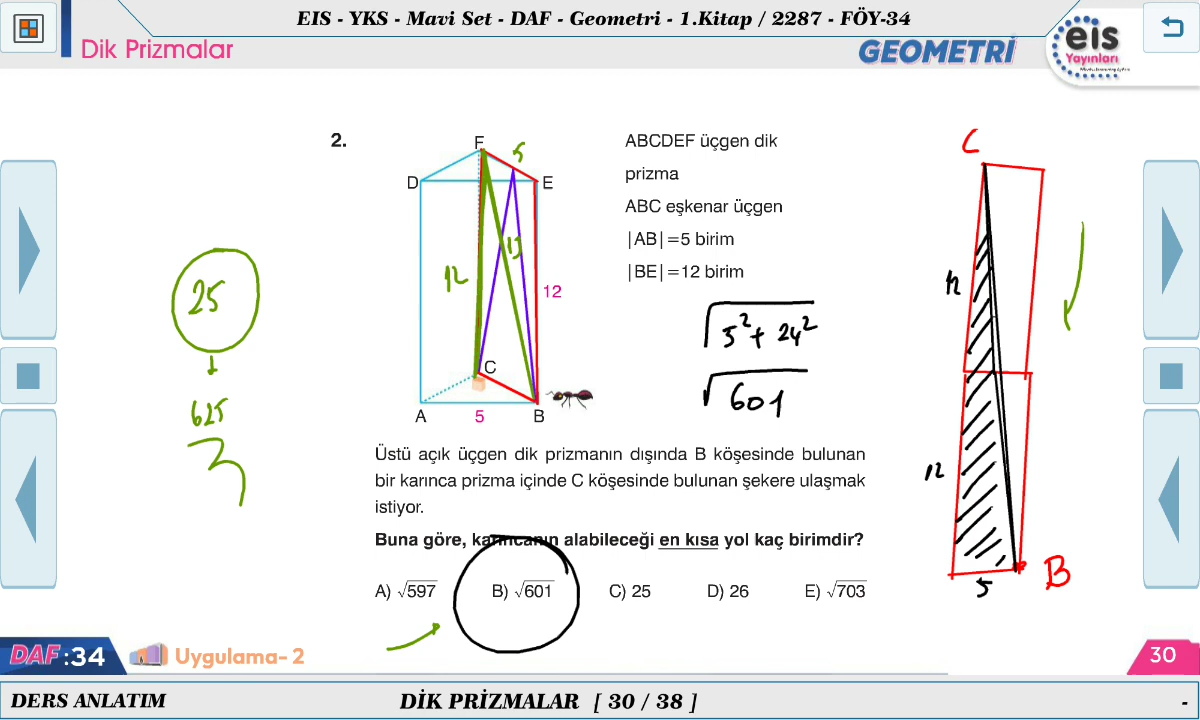 EIS - YKS - Mavi Set - DAF - Geometri - 1.Kitap / 2287 - FÖY-34
Dik Prizmalar
GEOMETRİ
eis
Yayınları
2.
ABCDEF üçgen dik
prizma
ABC eşkenar üçgen
|AB|=5 birim
|BE|=12 birim
F
5
D
E
13
12
12
C
A
5
B
25
625
√5²+24²
√601
C
12
12
5
B
Üstü açık üçgen dik prizmanın dışında B köşesinde bulunan
bir karınca prizma içinde C köşesinde bulunan şekere ulaşmak
istiyor.
Buna göre, karıncanın alabileceği en kısa yol kaç birimdir?
A) √597 B) √601 C) 25 D) 26 E) √703
DAF:34
Uygulama- 2
30
DERS ANLATIM
DİK PRİZMALAR [ 30 / 38 ]
-